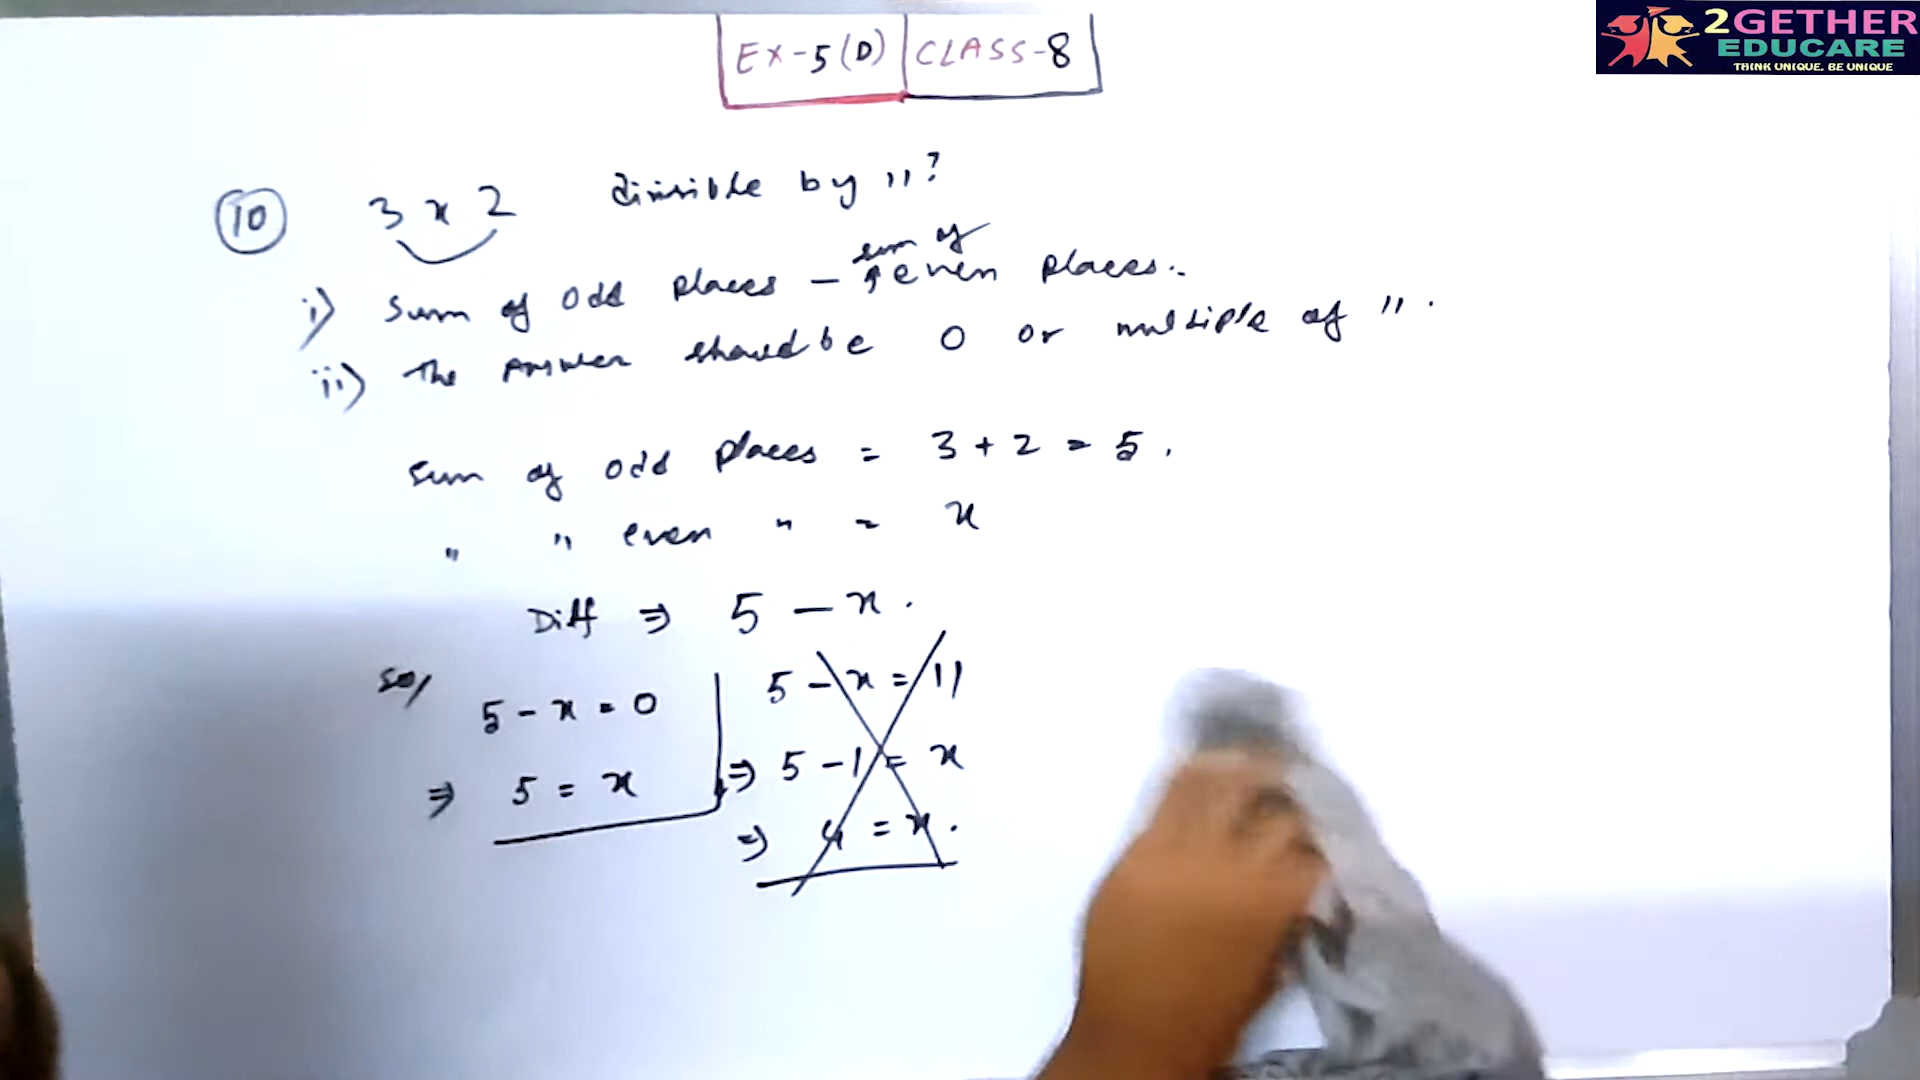 EX-5(D) CLASS-8
2GETHER
EDUCARE
THINK UNIQUE. BE UNIQUE
10 3x2 divisible by 11?
i) Sum of odd places - sum of even places.
ii) The Answer should be 0 or multiple of 11.
Sum of odd places = 3 + 2 = 5.
" " even " = x
Diff ⇒ 5 - x.
so, 5 - x = 0
⇒ 5 = x
5 - x = 11
⇒ 5 - 1 = x
⇒ 4 = x.